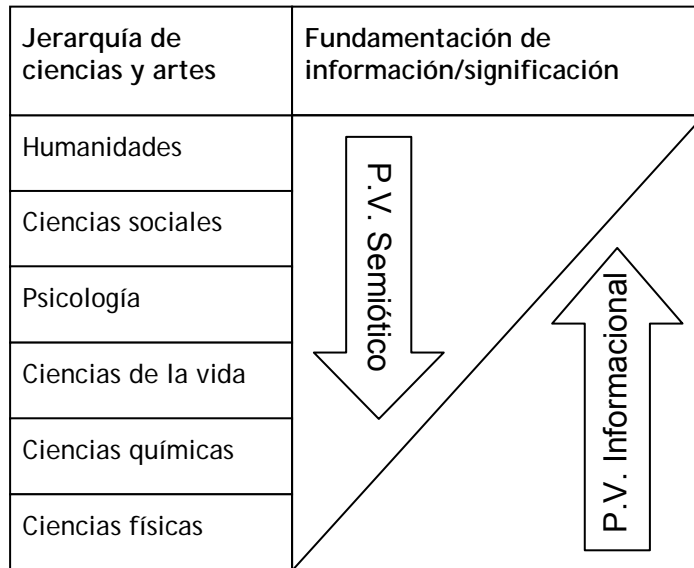 Jerarquía de
ciencias y artes
Fundamentación de
información/significación
Humanidades
Ciencias sociales
Psicología
Ciencias de la vida
Ciencias químicas
Ciencias físicas
P.V. Semiótico
P.V. Informacional